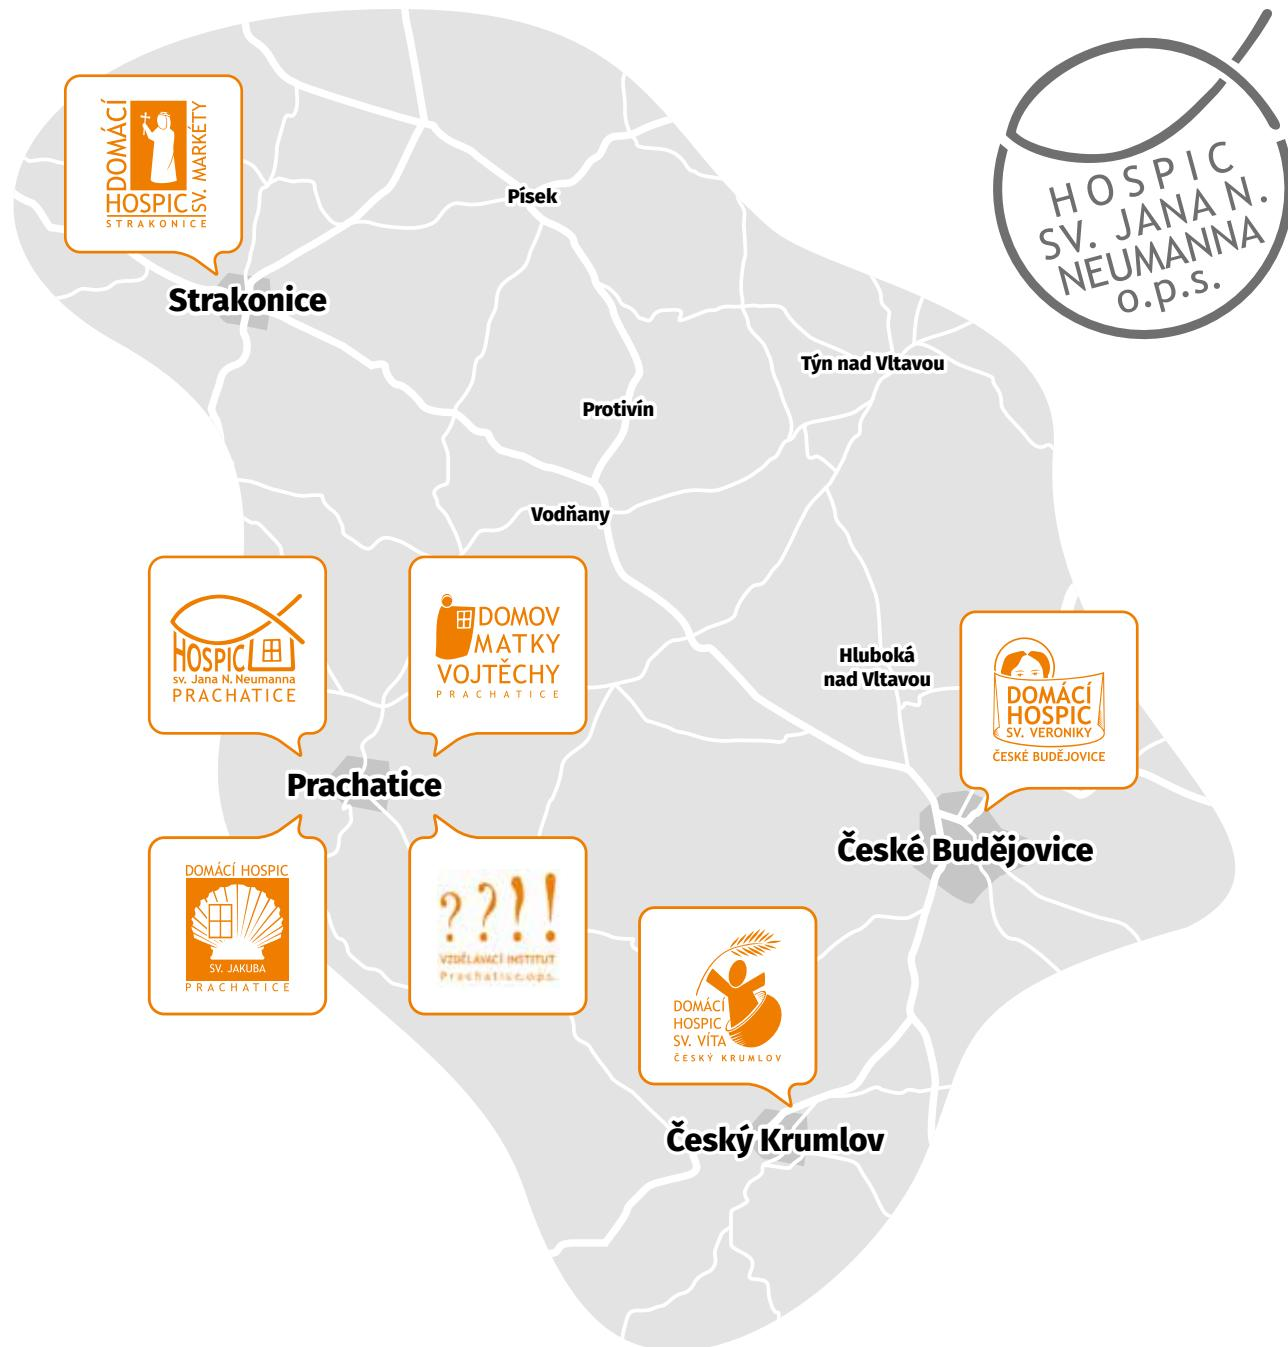 HOSPIC
SV. JANA N.
NEUMANNA
o.p.s.
DOMÁCÍ
HOSPIC
SV. MARKÉTY
STRAKONICE
Písek
Strakonice
Týn nad Vltavou
Protivín
Vodňany
HOSPIC
sv. Jana N. Neumanna
PRACHATICE
DOMOV
MATKY
VOJTĚCHY
PRACHATICE
Hluboká
nad Vltavou
DOMÁCÍ
HOSPIC
SV. VERONIKY
ČESKÉ BUDĚJOVICE
Prachatice
České Budějovice
DOMÁCÍ HOSPIC
SV. JAKUBA
PRACHATICE
??!!
VZDĚLÁVACÍ INSTITUT
Prachatice o.p.s.
DOMÁCÍ
HOSPIC
SV. VÍTA
ČESKÝ KRUMLOV
Český Krumlov